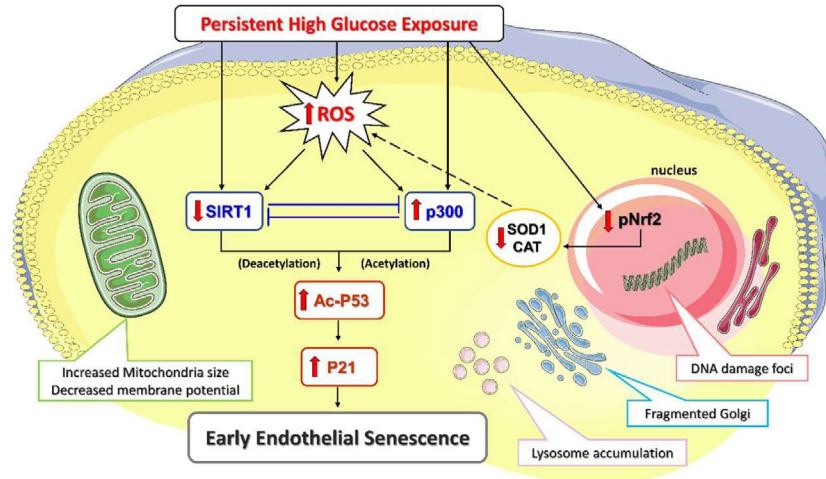 Persistent High Glucose Exposure
ROS
nucleus
SIRT1
p300
pNrf2
SOD1
CAT
(Deacetylation)
(Acetylation)
Ac-P53
P21
Increased Mitochondria size
Decreased membrane potential
DNA damage foci
Fragmented Golgi
Early Endothelial Senescence
Lysosome accumulation